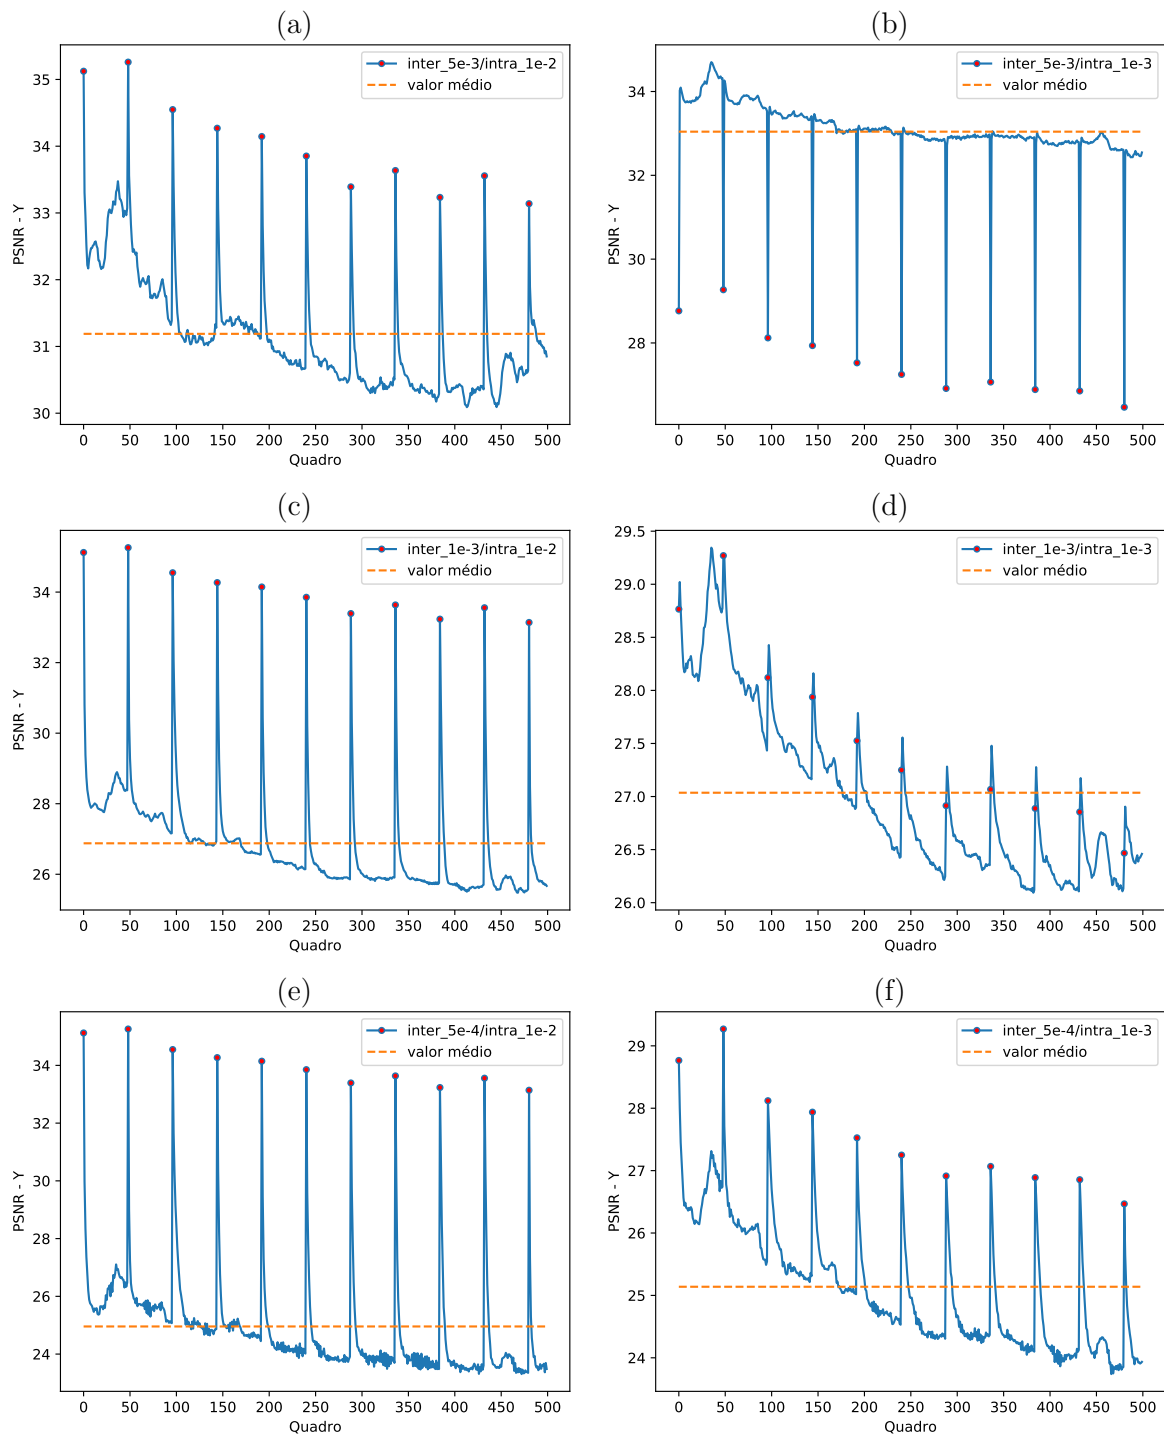 (a)
inter_5e-3/intra_1e-2
valor médio
PSNR - Y
35
34
33
32
31
30
0 50 100 150 200 250 300 350 400 450 500
Quadro
(b)
inter_5e-3/intra_1e-3
valor médio
PSNR - Y
34
32
30
28
0 50 100 150 200 250 300 350 400 450 500
Quadro
(c)
inter_1e-3/intra_1e-2
valor médio
PSNR - Y
34
32
30
28
26
0 50 100 150 200 250 300 350 400 450 500
Quadro
(d)
inter_1e-3/intra_1e-3
valor médio
PSNR - Y
29.5
29.0
28.5
28.0
27.5
27.0
26.5
26.0
0 50 100 150 200 250 300 350 400 450 500
Quadro
(e)
inter_5e-4/intra_1e-2
valor médio
PSNR - Y
34
32
30
28
26
24
0 50 100 150 200 250 300 350 400 450 500
Quadro
(f)
inter_5e-4/intra_1e-3
valor médio
PSNR - Y
29
28
27
26
25
24
0 50 100 150 200 250 300 350 400 450 500
Quadro